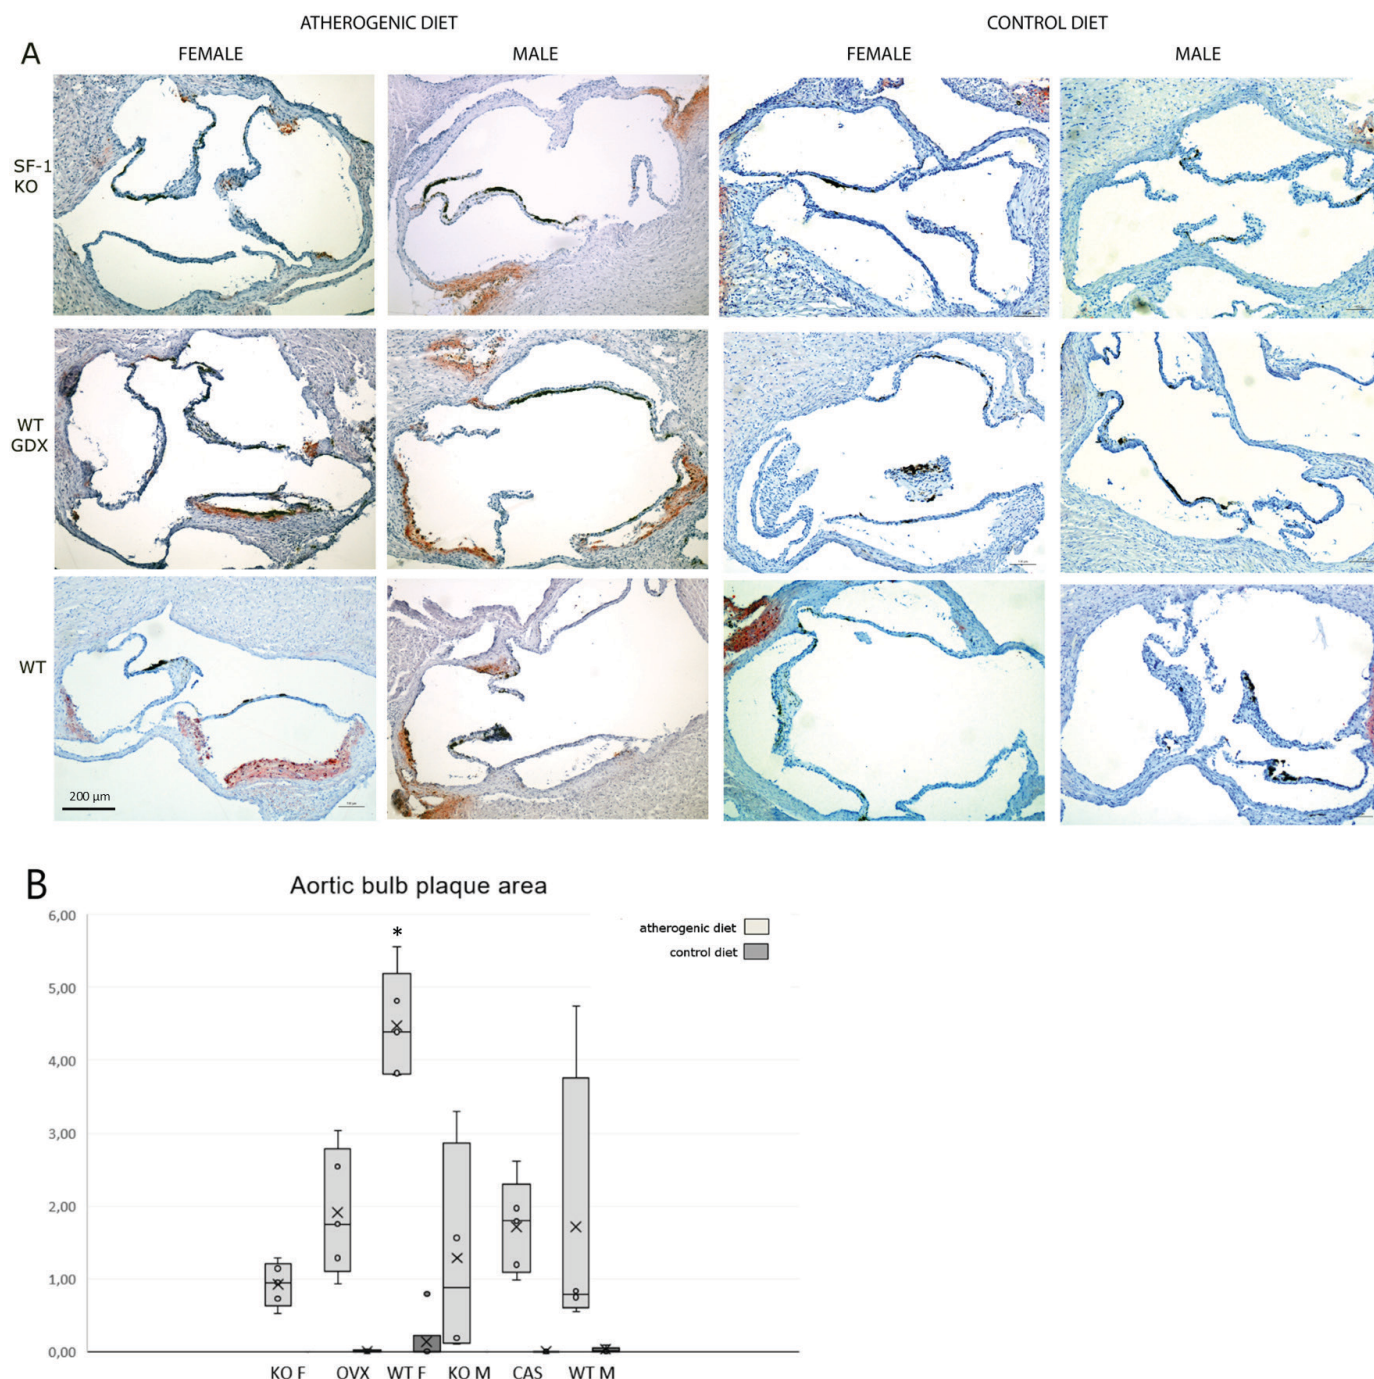 ATHEROGENIC DIET
CONTROL DIET
A
FEMALE
MALE
FEMALE
MALE
SF-1
KO
WT
GDX
WT
200 µm
B
Aortic bulb plaque area
6,00
5,00
4,00
3,00
2,00
1,00
0,00
*
atherogenic diet
control diet
KO F
OVX
WT F
KO M
CAS
WT M